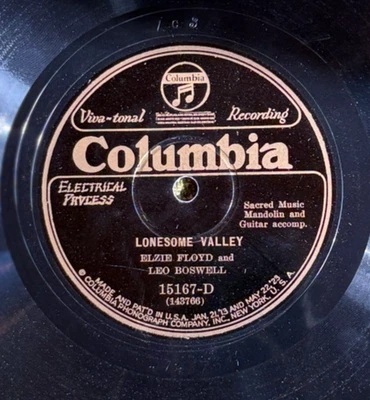 Columbia
Viva-tonal Recording
Columbia
ELECTRICAL
PROCESS
Sacred Music
Mandolin and
Guitar accomp.
LONESOME VALLEY
ELZIE FLOYD and
LEO BOSWELL
15167-D
(143766)
MADE AND PAT'D IN U.S.A. JAN. 21,'13 AND MAY 22,'23
COLUMBIA PHONOGRAPH COMPANY, INC., NEW YORK, U.S.A.